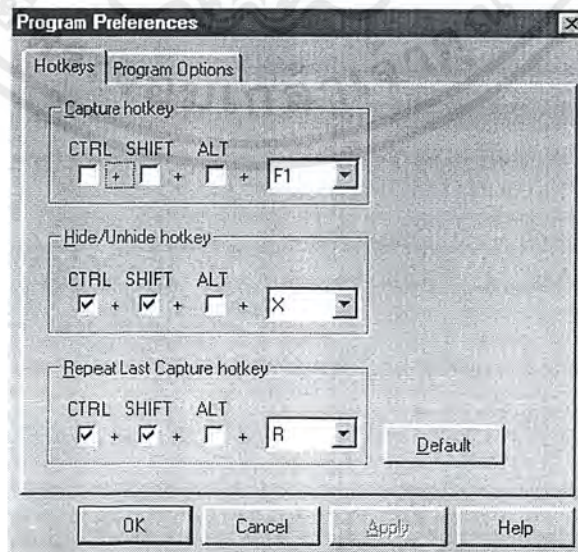 Program Preferences
Hotkeys Program Options
Capture hotkey
CTRL SHIFT ALT
+ + + F1
Hide/Unhide hotkey
CTRL SHIFT ALT
+ + + X
Repeat Last Capture hotkey
CTRL SHIFT ALT
+ + + R
Default
OK Cancel Apply Help